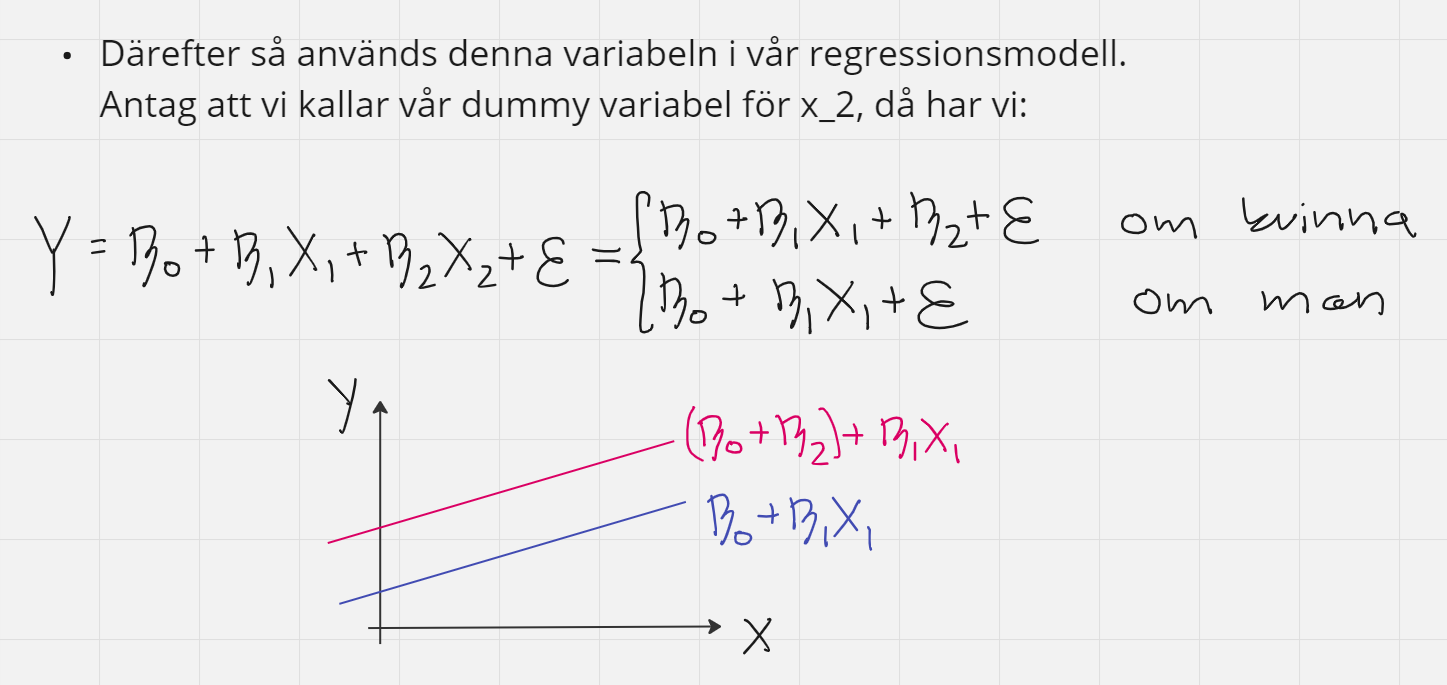 • Därefter så används denna variabeln i vår regressionsmodell.
Antag att vi kallar vår dummy variabel för x_2, då har vi:
Y = β₀ + β₁X₁ + β₂X₂ + ε = { β₀ + β₁X₁ + β₂ + ε om kvinna
β₀ + β₁X₁ + ε om man
Y
(β₀ + β₂) + β₁X₁
β₀ + β₁X₁
X